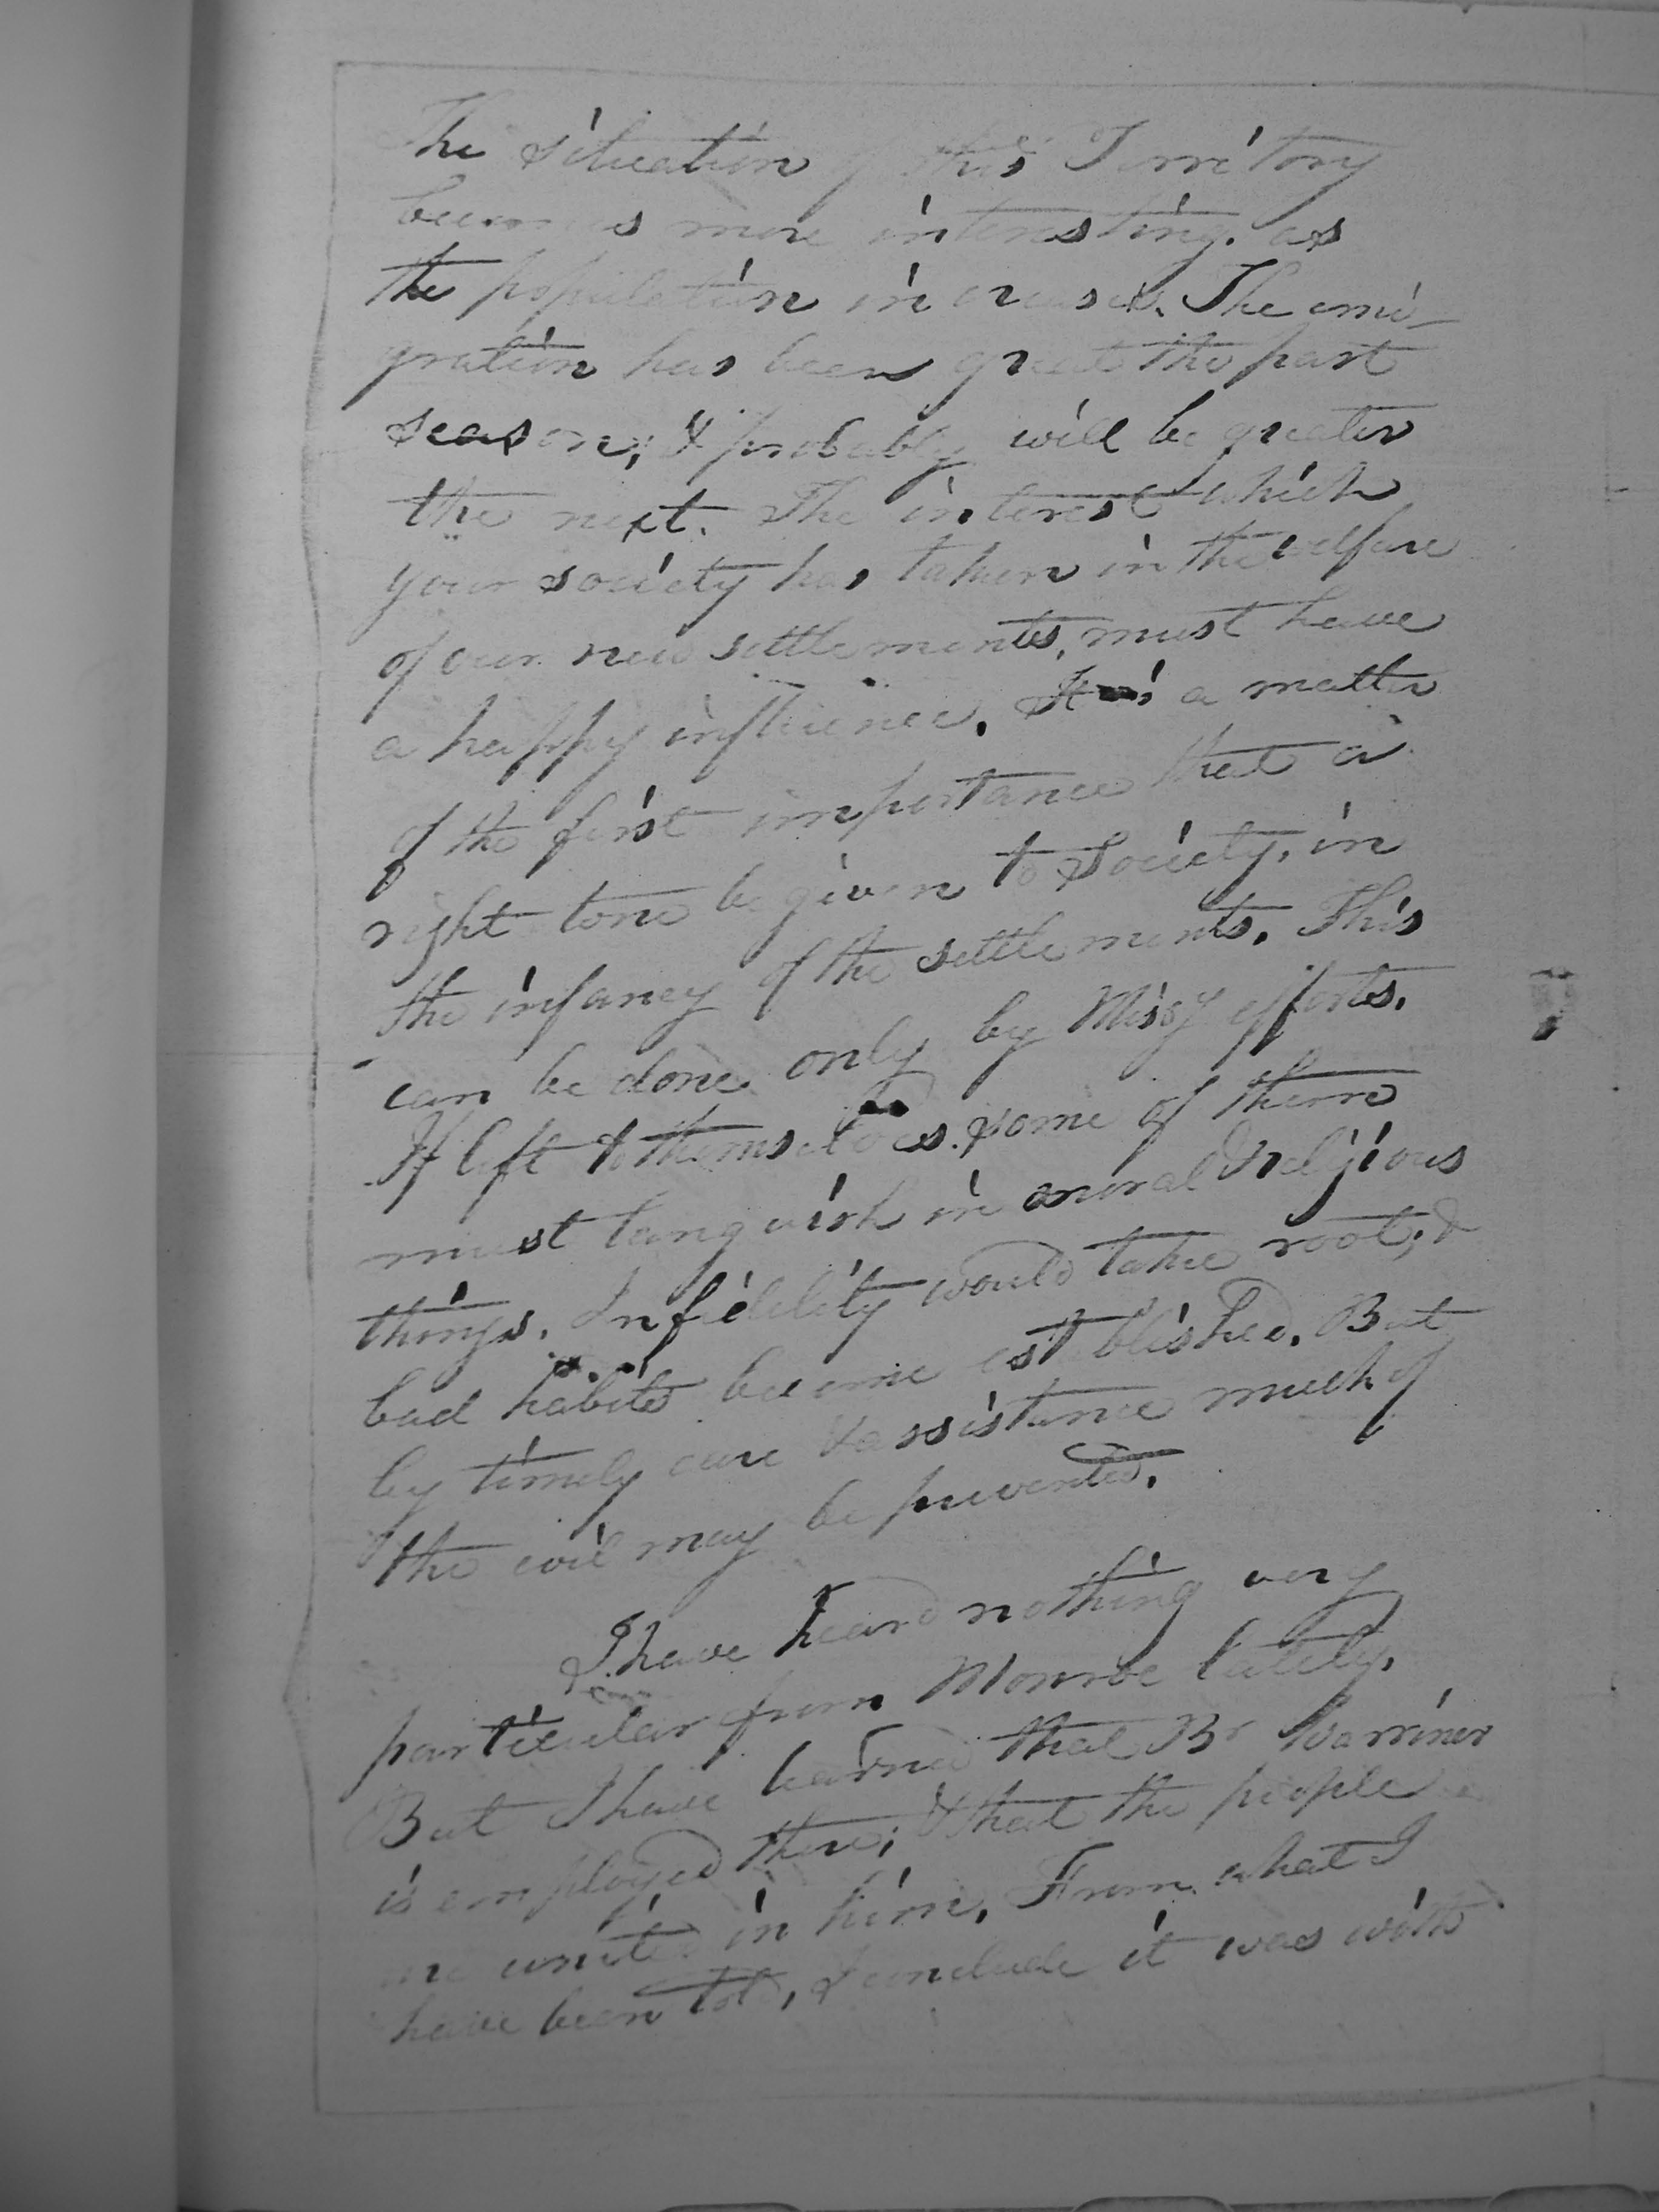 The situation of this Territory
becomes more interesting, as
the population increases. The emi-
gration has been great the past
season; & probably will be greater
the next. The interest which
your society has taken in the welfare
of our new settlements, must have
a happy influence. It is a matter
of the first importance that a
right tone be given to Society, in
the infancy of the settlements. This
can be done only by Missy efforts.
If left to themselves some of them
must languish in moral & religious
things. Infidelity would take root, &
bad habits become established. But
by timely care & assistance much of
the evil may be prevented.
I have heard nothing very
particular from Monroe lately.
But I have learned that Br Warriner
is employed there; & that the people
are united in him. From what I
have been told, I conclude it was with